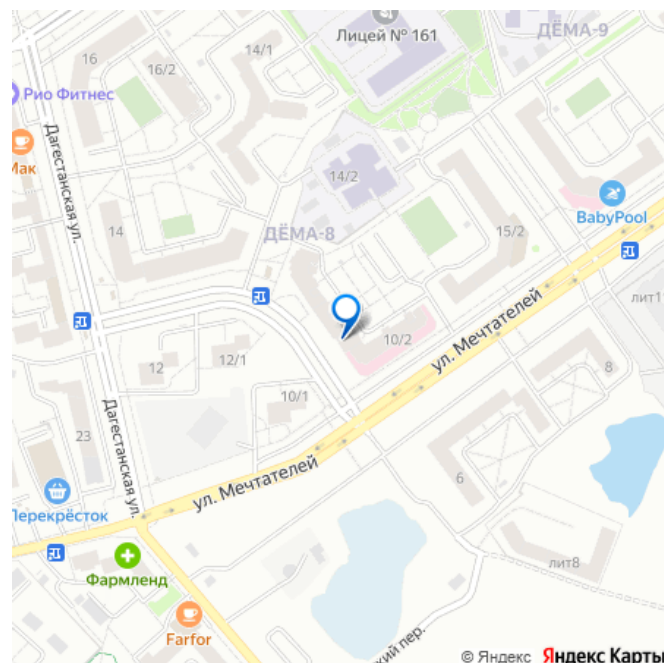 14/1
Лицей № 161
ДЁМА-9
16
16/2
Рио Фитнес
Мак
Дагестанская ул.
14/2
BabyPool
14
ДЁМА-8
15/2
ул. Мечтателей
12
12/1
10/2
10/1
8
Дагестанская ул.
23
6
ул. Мечтателей
Перекрёсток
Фармленд
лит8
Farfor
кий пер.
© Яндекс Яндекс Карты